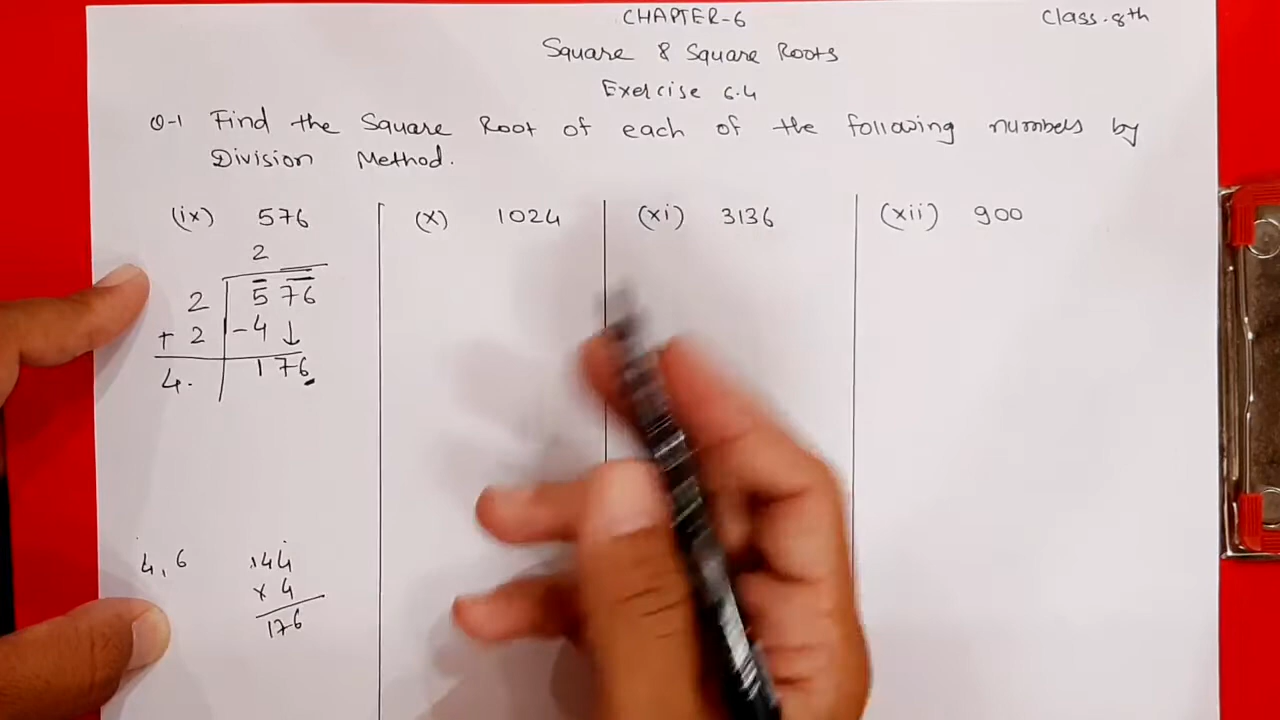 CHAPTER-6
Class.8th
Square & Square Roots
Exercise 6.4
Q-1 Find the Square Root of each of the following numbers by
Division Method.
(ix) 576
(x) 1024
(xi) 3136
(xii) 900
2
2 5 76
+ 2 -4 ↓
4. 176
4, 6
44
x 4
176